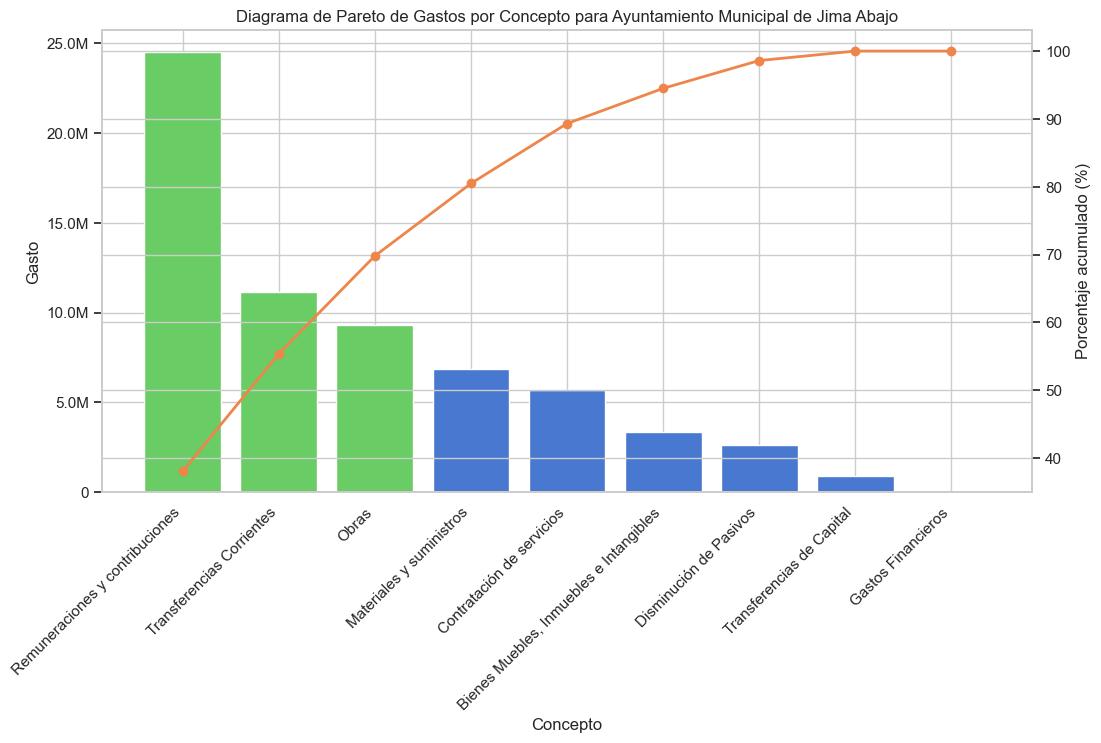 Diagrama de Pareto de Gastos por Concepto para Ayuntamiento Municipal de Jima Abajo
25.0M
20.0M
15.0M
10.0M
5.0M
0
Gasto
100
90
80
70
60
50
40
Porcentaje acumulado (%)
Remuneraciones y contribuciones
Transferencias Corrientes
Obras
Materiales y suministros
Contratación de servicios
Bienes Muebles, Inmuebles e Intangibles
Disminución de Pasivos
Transferencias de Capital
Gastos Financieros
Concepto